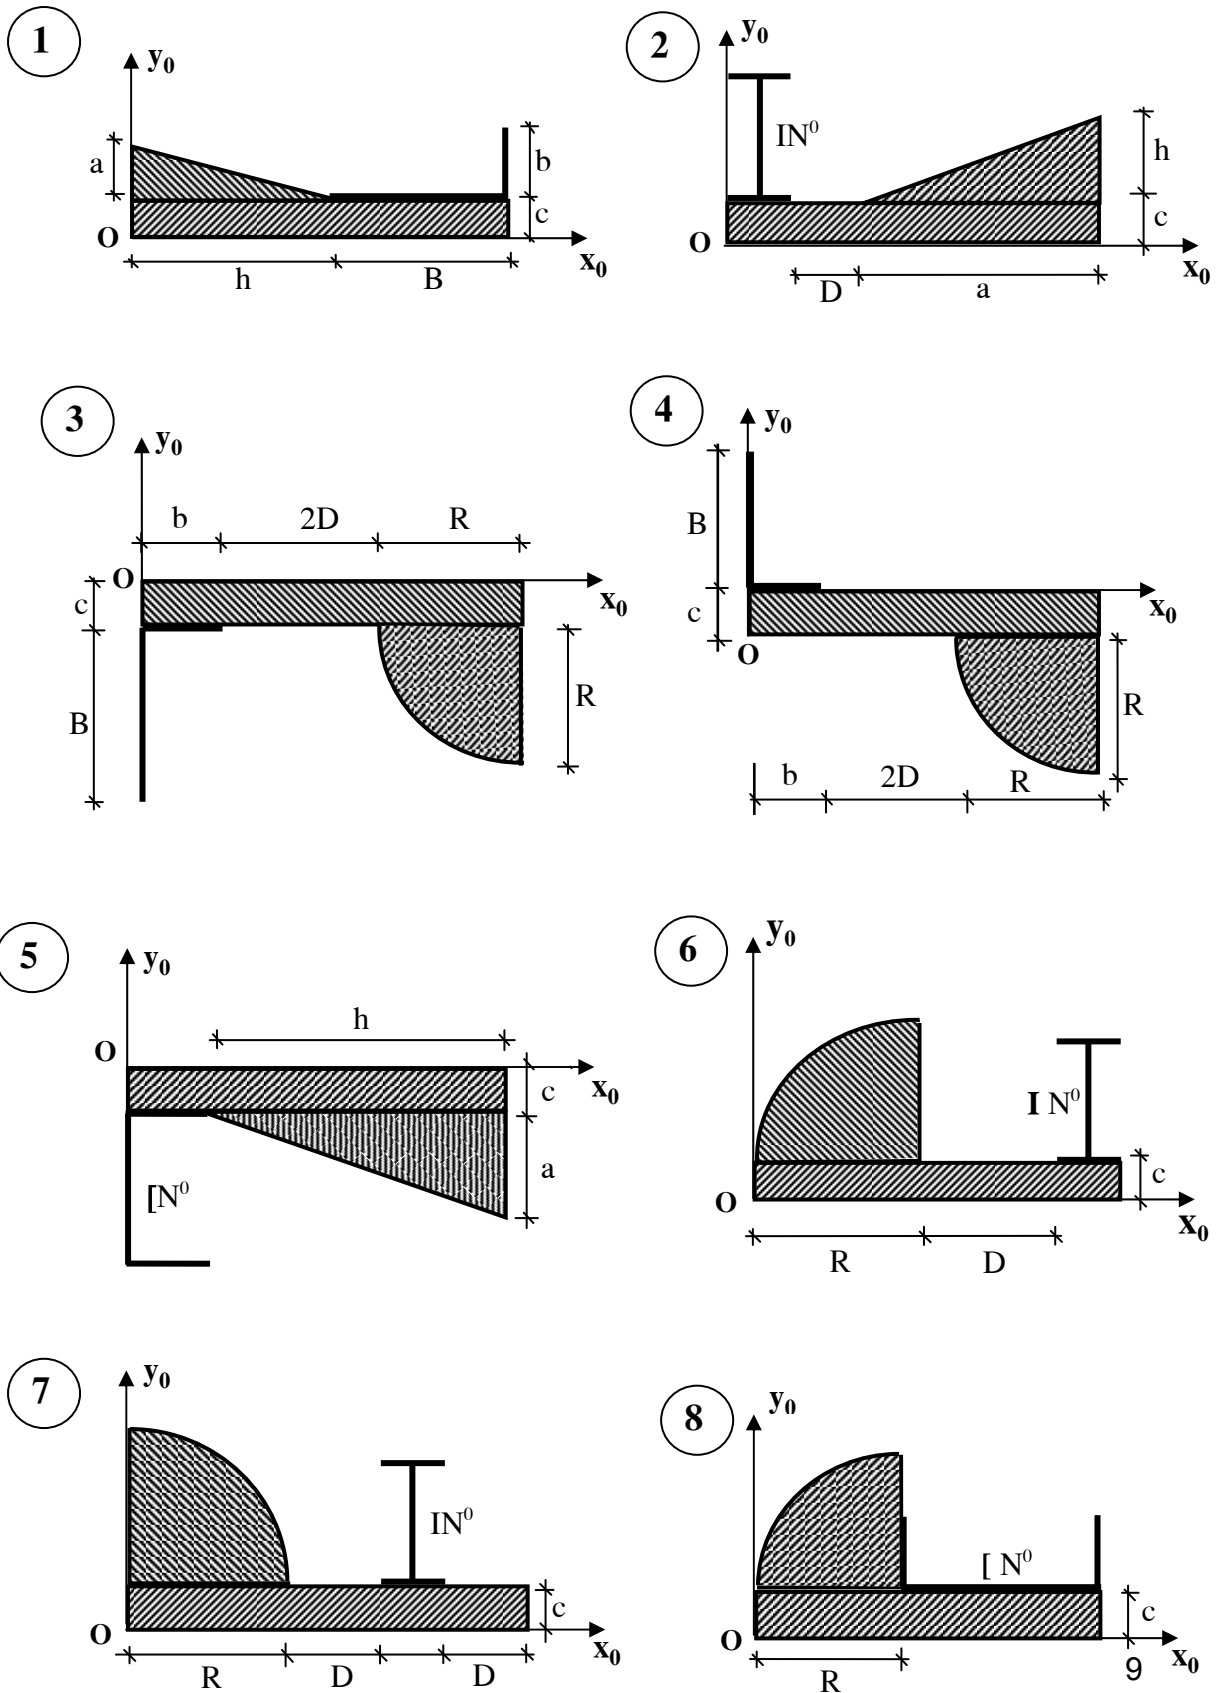 1
y₀
a
b
c
O
x₀
h
B
2
y₀
IN⁰
h
c
O
x₀
D
a
3
y₀
b
2D
R
O
x₀
c
B
R
4
y₀
B
c
x₀
O
R
b
2D
R
5
y₀
h
O
x₀
c
a
[N⁰
6
y₀
I N⁰
c
O
x₀
R
D
7
y₀
IN⁰
c
O
x₀
R
D
D
8
y₀
[ N⁰
c
O
x₀
R
9